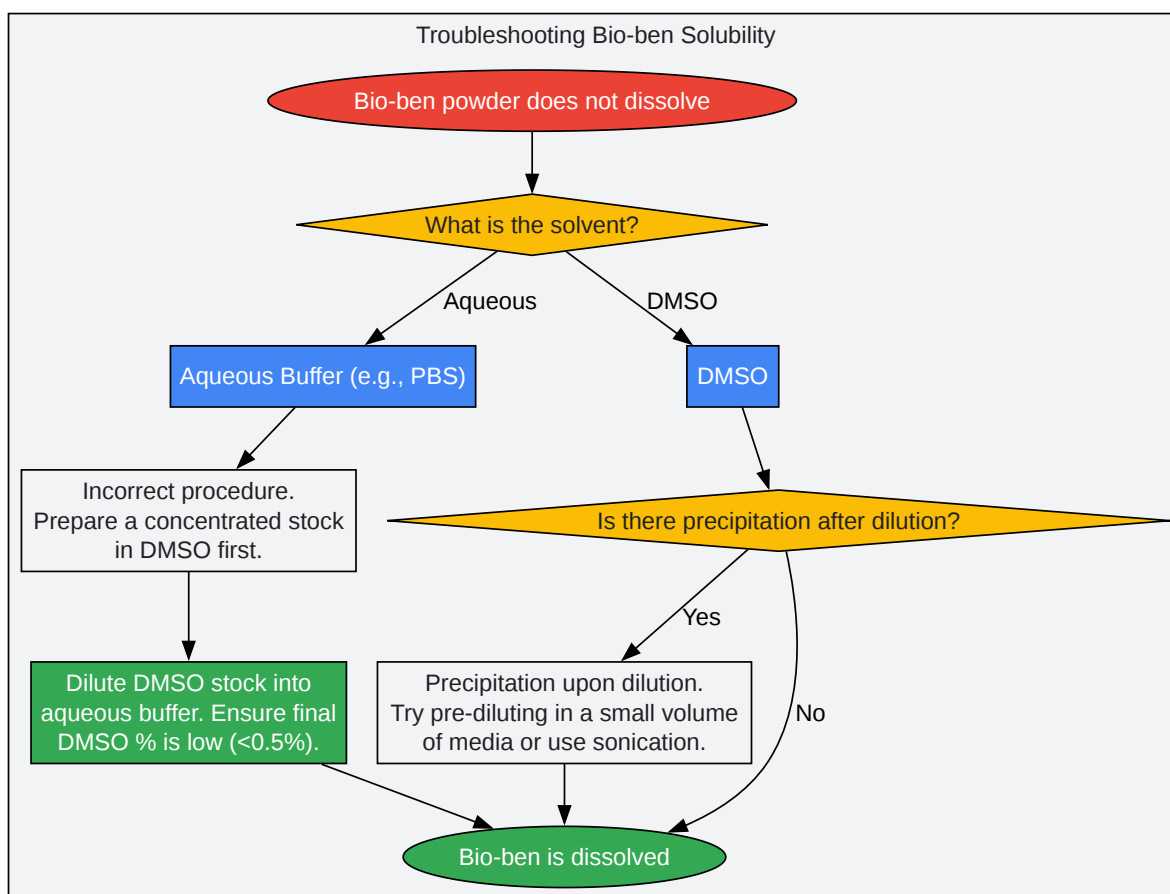 Troubleshooting Bio-ben Solubility
Bio-ben powder does not dissolve
What is the solvent?
Aqueous
DMSO
Aqueous Buffer (e.g., PBS)
DMSO
Incorrect procedure.
Prepare a concentrated stock
in DMSO first.
Is there precipitation after dilution?
Yes
No
Dilute DMSO stock into
aqueous buffer. Ensure final
DMSO % is low (<0.5%).
Precipitation upon dilution.
Try pre-diluting in a small volume
of media or use sonication.
Bio-ben is dissolved